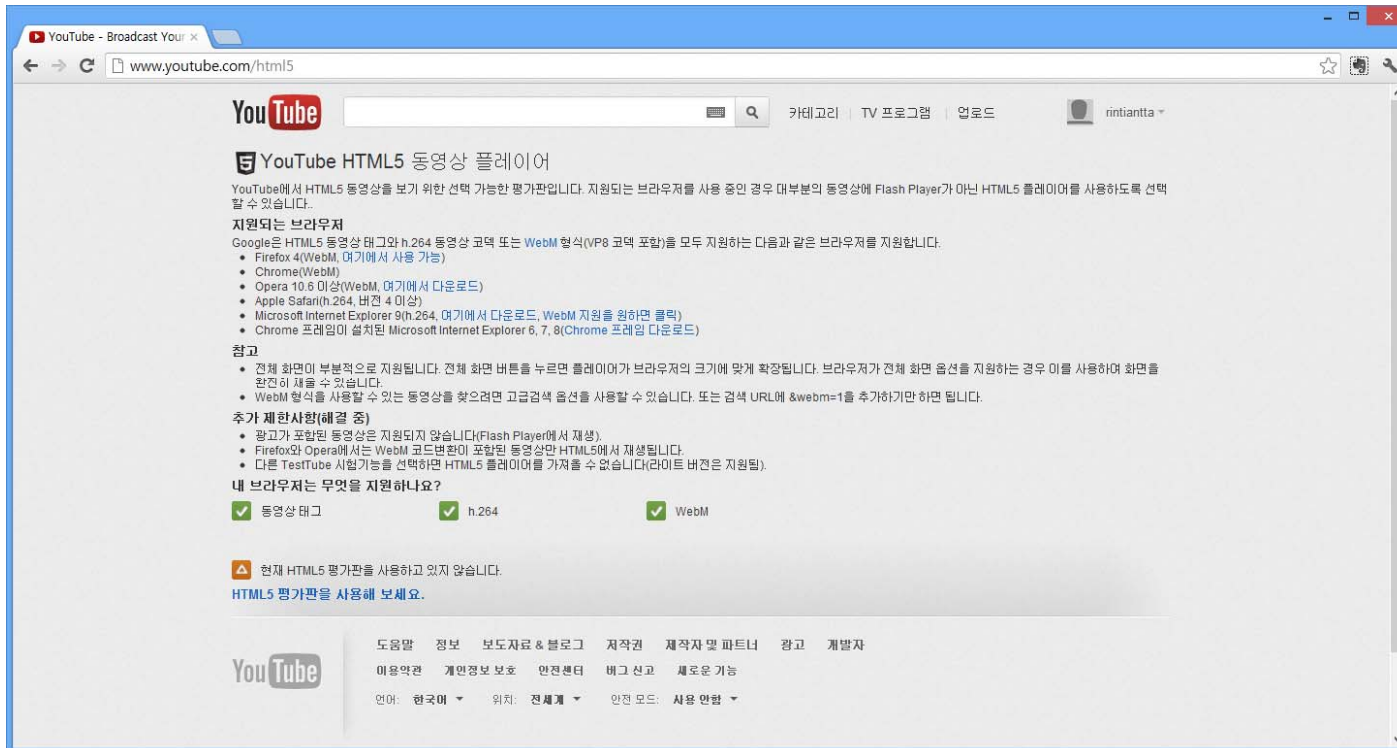 YouTube - Broadcast Your
www.youtube.com/html5
YouTube
카테고리 TV 프로그램 업로드 rintiantta
YouTube HTML5 동영상 플레이어
YouTube에서 HTML5 동영상을 보기 위한 선택 가능한 평가판입니다. 지원되는 브라우저를 사용 중인 경우 대부분의 동영상에 Flash Player가 아닌 HTML5 플레이어를 사용하도록 선택
할 수 있습니다..
지원되는 브라우저
Google은 HTML5 동영상 태그와 h.264 동영상 코덱 또는 WebM 형식(VP8 코덱 포함)을 모두 지원하는 다음과 같은 브라우저를 지원합니다.
• Firefox 4(WebM, 여기에서 사용 가능)
• Chrome(WebM)
• Opera 10.6 이상(WebM, 여기에서 다운로드)
• Apple Safari(h.264, 버전 4 이상)
• Microsoft Internet Explorer 9(h.264, 여기에서 다운로드, WebM 지원을 원하면 클릭)
• Chrome 프레임이 설치된 Microsoft Internet Explorer 6, 7, 8(Chrome 프레임 다운로드)
참고
• 전체 화면이 부분적으로 지원됩니다. 전체 화면 버튼을 누르면 플레이어가 브라우저의 크기에 맞게 확장됩니다. 브라우저가 전체 화면 옵션을 지원하는 경우 이를 사용하여 화면을
완전히 채울 수 있습니다.
• WebM 형식을 사용할 수 있는 동영상을 찾으려면 고급검색 옵션을 사용할 수 있습니다. 또는 검색 URL에 &webm=1을 추가하기만 하면 됩니다.
추가 제한사항(해결 중)
• 광고가 포함된 동영상은 지원되지 않습니다(Flash Player에서 재생).
• Firefox와 Opera에서는 WebM 코드변환이 포함된 동영상만 HTML5에서 재생됩니다.
• 다른 TestTube 시험기능을 선택하면 HTML5 플레이어를 가져올 수 없습니다(라이트 버전은 지원됨).
내 브라우저는 무엇을 지원하나요?
동영상 태그 h.264 WebM
현재 HTML5 평가판을 사용하고 있지 않습니다.
HTML5 평가판을 사용해 보세요.
YouTube
도움말 정보 보도자료 & 블로그 저작권 제작자 및 파트너 광고 개발자
이용약관 개인정보 보호 안전센터 버그 신고 새로운 기능
언어: 한국어 위치: 전세계 안전 모드: 사용 안함